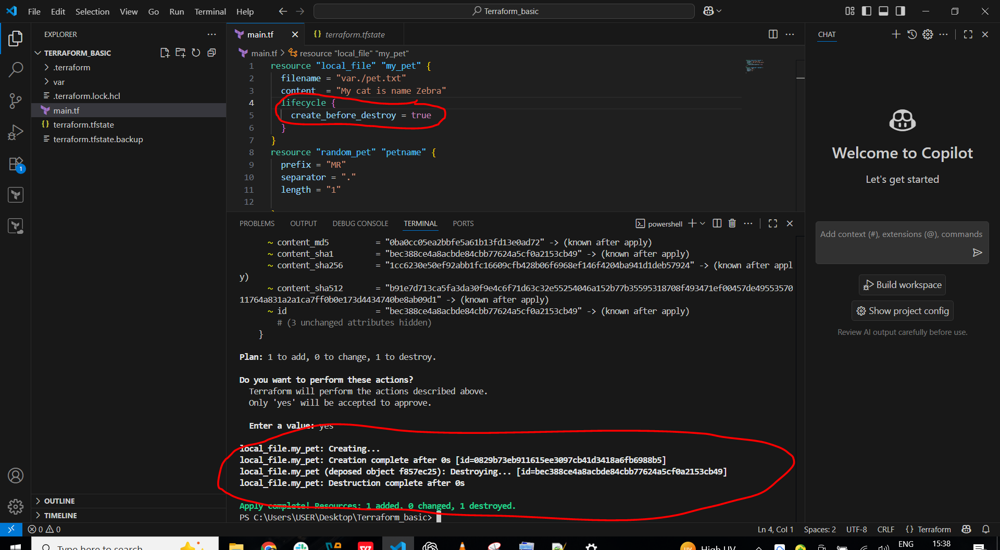 File Edit Selection View Go Run Terminal Help
Terraform_basic
EXPLORER
TERRAFORM_BASIC
.terraform
var
.terraform.lock.hcl
main.tf
terraform.tfstate
terraform.tfstate.backup
OUTLINE
TIMELINE
1
main.tf
terraform.tfstate
main.tf > resource "local_file" "my_pet"
1 resource "local_file" "my_pet" {
2 filename = "var./pet.txt"
3 content = "My cat is name Zebra"
4 lifecycle {
5 create_before_destroy = true
6 }
7 }
8 resource "random_pet" "petname" {
9 prefix = "MR"
10 separator = "."
11 length = "1"
12
PROBLEMS OUTPUT DEBUG CONSOLE TERMINAL PORTS
powershell
~ content_md5 = "0ba0cc05ea2bbfe5a61b13fd13e0ad72" -> (known after apply)
~ content_sha1 = "bec388ce4a8acbde84cbb77624a5cf0a2153cb49" -> (known after apply)
~ content_sha256 = "1cc6230e50ef92abb1fc16609cfb428b06f6968ef146f4204ba941d1deb57924" -> (known after appl
y)
~ content_sha512 = "b91e7d713ca5fa3da30f9e4c6f71d63c32e55254046a152b77b35595318708f493471ef00457de49553570
11764a831a2a1ca7ff0b0e173d4434740be8ab09d1" -> (known after apply)
~ id = "bec388ce4a8acbde84cbb77624a5cf0a2153cb49" -> (known after apply)
# (3 unchanged attributes hidden)
}
Plan: 1 to add, 0 to change, 1 to destroy.
Do you want to perform these actions?
Terraform will perform the actions described above.
Only 'yes' will be accepted to approve.
Enter a value: yes
local_file.my_pet: Creating...
local_file.my_pet: Creation complete after 0s [id=0829b73eb911615ee3097cb41d3418a6fb6988b5]
local_file.my_pet (deposed object f857ec25): Destroying... [id=bec388ce4a8acbde84cbb77624a5cf0a2153cb49]
local_file.my_pet: Destruction complete after 0s
Apply complete! Resources: 1 added, 0 changed, 1 destroyed.
PS C:\Users\USER\Desktop\Terraform_basic>
CHAT
Welcome to Copilot
Let's get started
Add context (#), extensions (@), commands
Build workspace
Show project config
Review AI output carefully before use.
0 0
Ln 4, Col 1 Spaces: 2 UTF-8 CRLF {} Terraform
Type here to search
UV
High UV
ENG
15:38